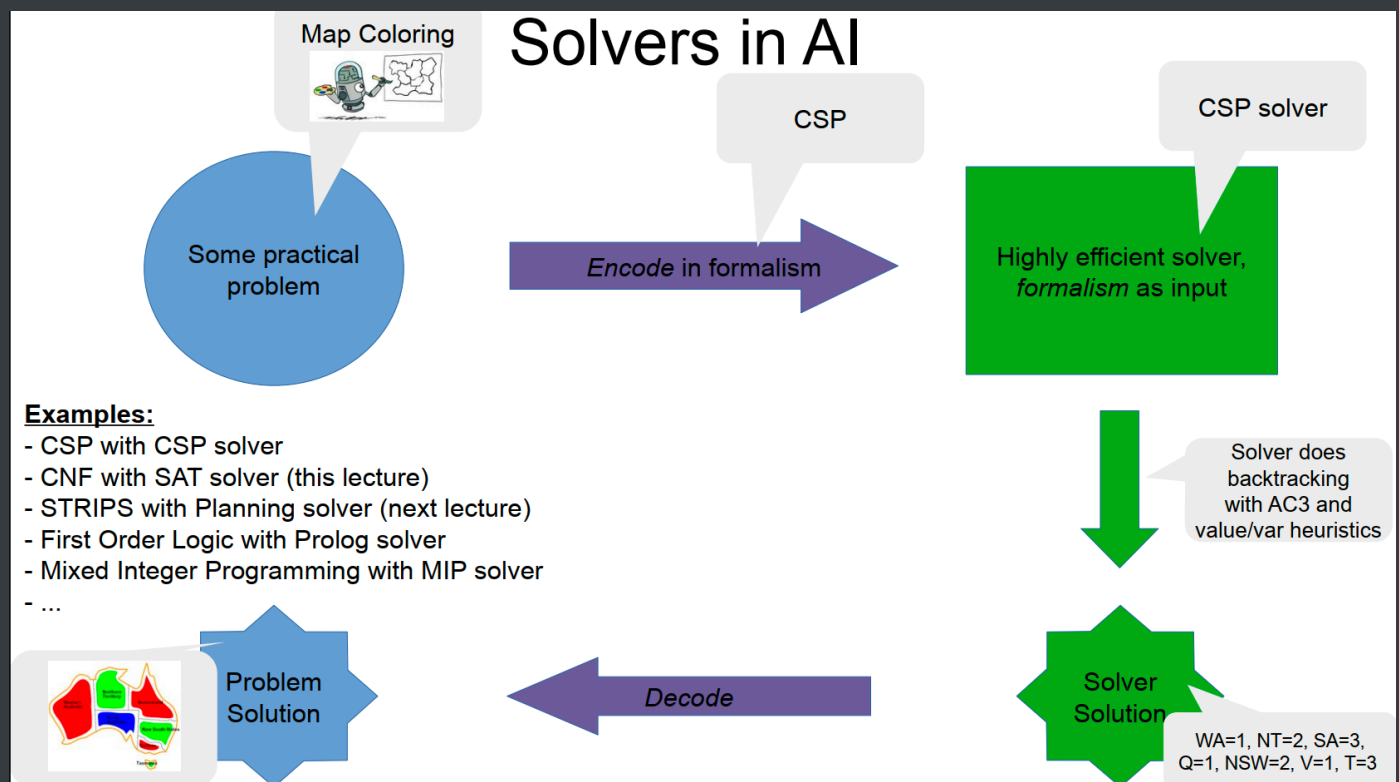 Solvers in AI
Map Coloring
CSP
CSP solver
Some practical
problem
Encode in formalism
Highly efficient solver,
formalism as input
Examples:
- CSP with CSP solver
- CNF with SAT solver (this lecture)
- STRIPS with Planning solver (next lecture)
- First Order Logic with Prolog solver
- Mixed Integer Programming with MIP solver
- ...
Solver does
backtracking
with AC3 and
value/var heuristics
Problem
Solution
Decode
Solver
Solution
WA=1, NT=2, SA=3,
Q=1, NSW=2, V=1, T=3